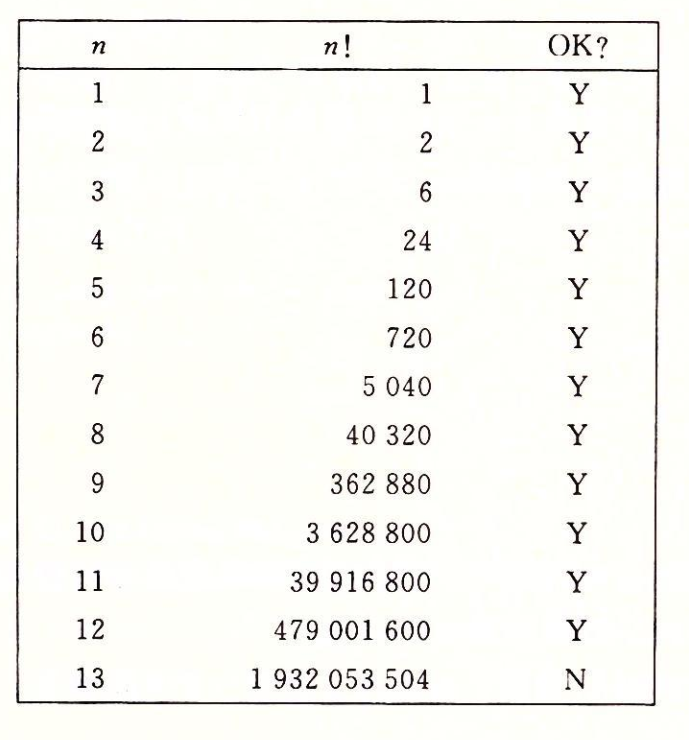 n n! OK?
1 1 Y
2 2 Y
3 6 Y
4 24 Y
5 120 Y
6 720 Y
7 5 040 Y
8 40 320 Y
9 362 880 Y
10 3 628 800 Y
11 39 916 800 Y
12 479 001 600 Y
13 1 932 053 504 N